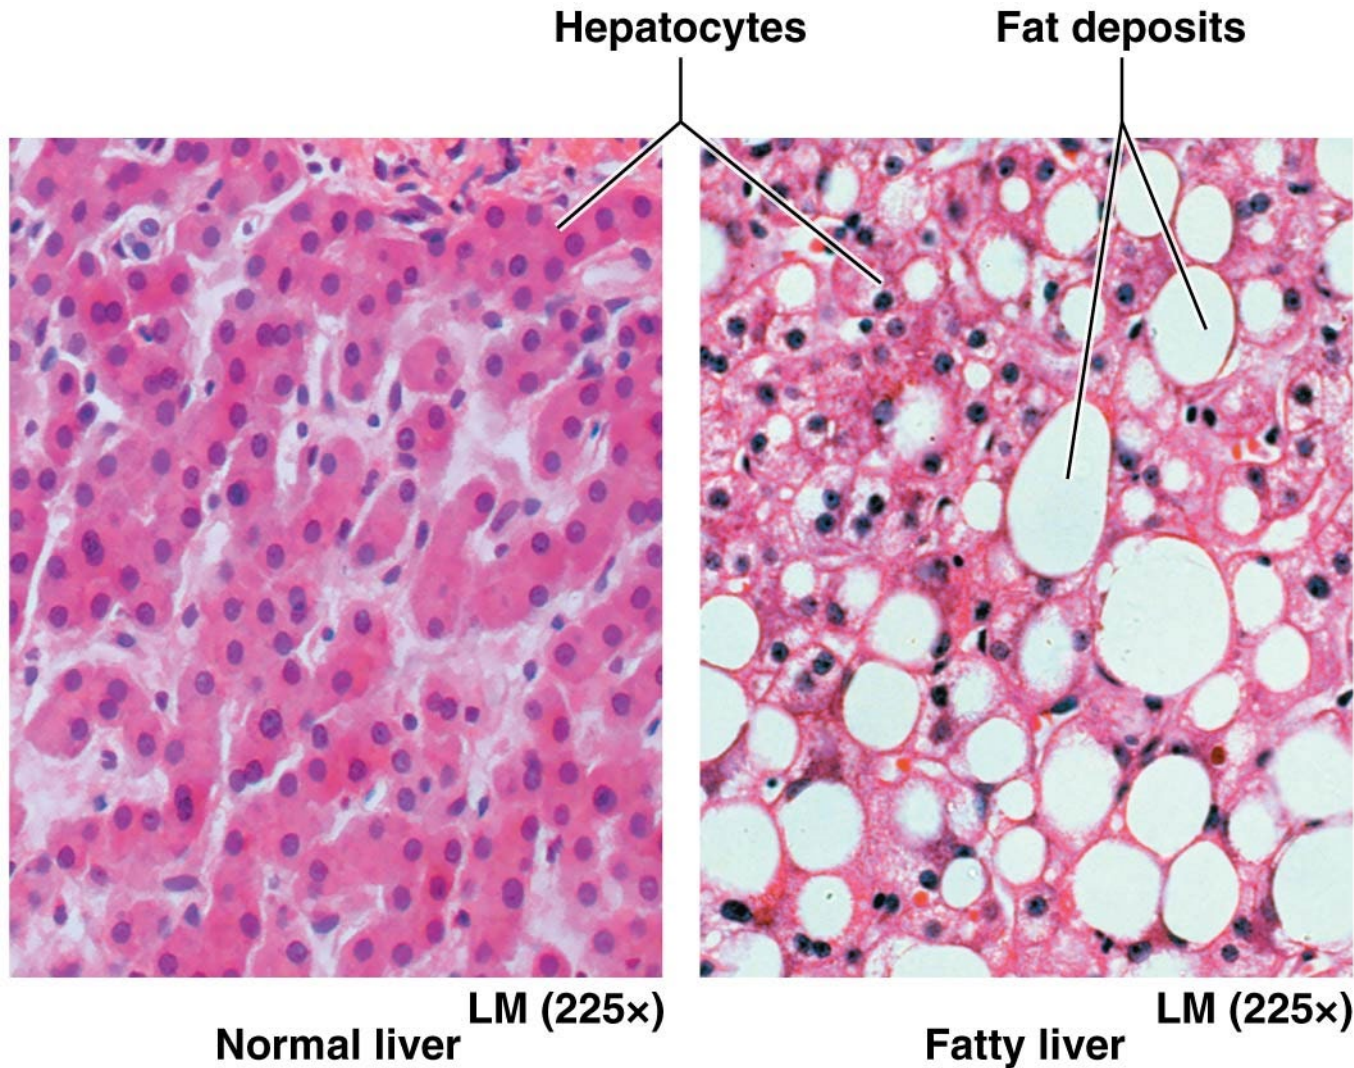 Hepatocytes
Fat deposits
LM (225×)
Normal liver
LM (225×)
Fatty liver